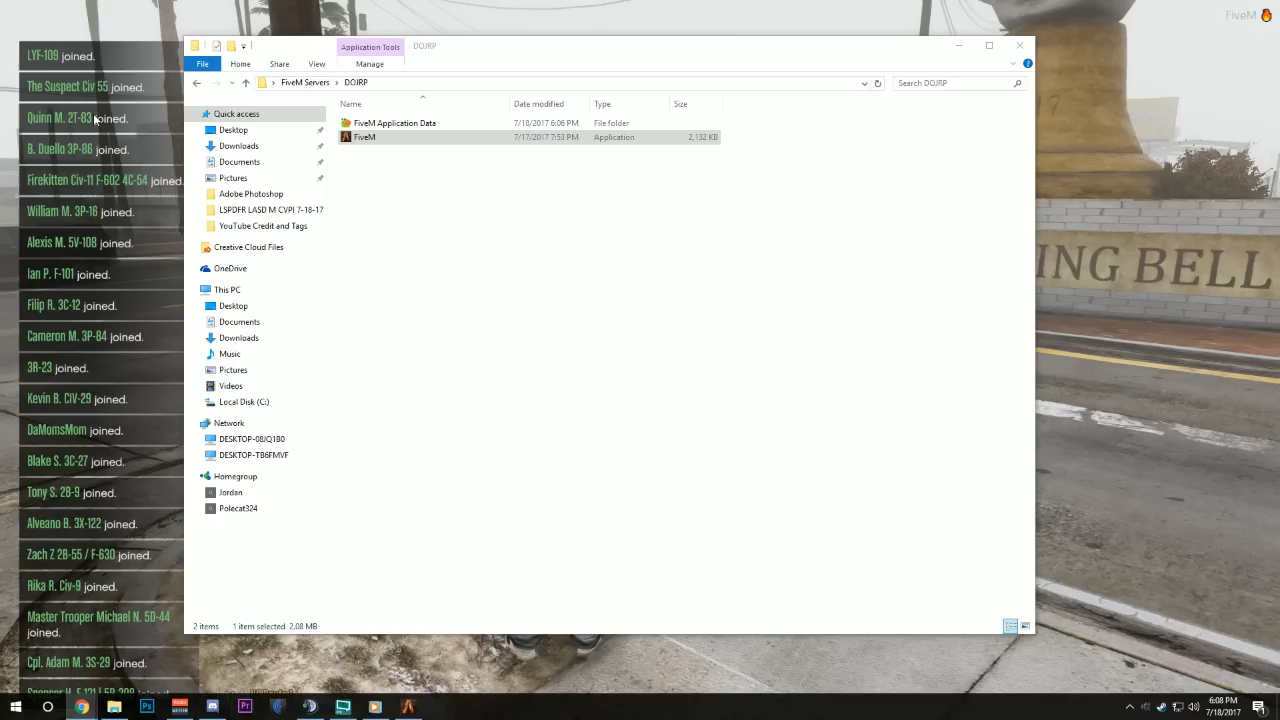 FiveM
LYF-109 joined.
The Suspect Civ 55 joined.
Quinn M. 2T-83 joined.
B. Duello 3P-86 joined.
Firekitten Civ-11 F-602 4C-54 joined.
William M. 3P-16 joined.
Alexis M. 5V-108 joined.
Ian P. F-101 joined.
Filip R. 3C-12 joined.
Cameron M. 3P-84 joined.
3R-23 joined.
Kevin B. CIV-29 joined.
DaMomsMom joined.
Blake S. 3C-27 joined.
Tony S. 2B-9 joined.
Alveano B. 3X-122 joined.
Zach Z 2B-55 / F-630 joined.
Rika R. Civ-9 joined.
Master Trooper Michael N. 5D-44
joined.
Cpl. Adam M. 3S-29 joined.
Application Tools
DOJRP
File
Home
Share
View
Manage
FiveM Servers
DOJRP
Search DOJRP
Name
Date modified
Type
Size
FiveM Application Data
7/18/2017 6:06 PM
File folder
FiveM
7/17/2017 7:53 PM
Application
2,132 KB
Quick access
Desktop
Downloads
Documents
Pictures
Adobe Photoshop
LSPDFR LASD M CVPI 7-18-17
YouTube Credit and Tags
Creative Cloud Files
OneDrive
This PC
Desktop
Documents
Downloads
Music
Pictures
Videos
Local Disk (C:)
Network
DESKTOP-08JQ1B0
DESKTOP-TB6FMVF
Homegroup
Jordan
Polecat324
2 items
1 item selected 2.08 MB
ING BELL
Ps
Pr
6:08 PM
7/18/2017